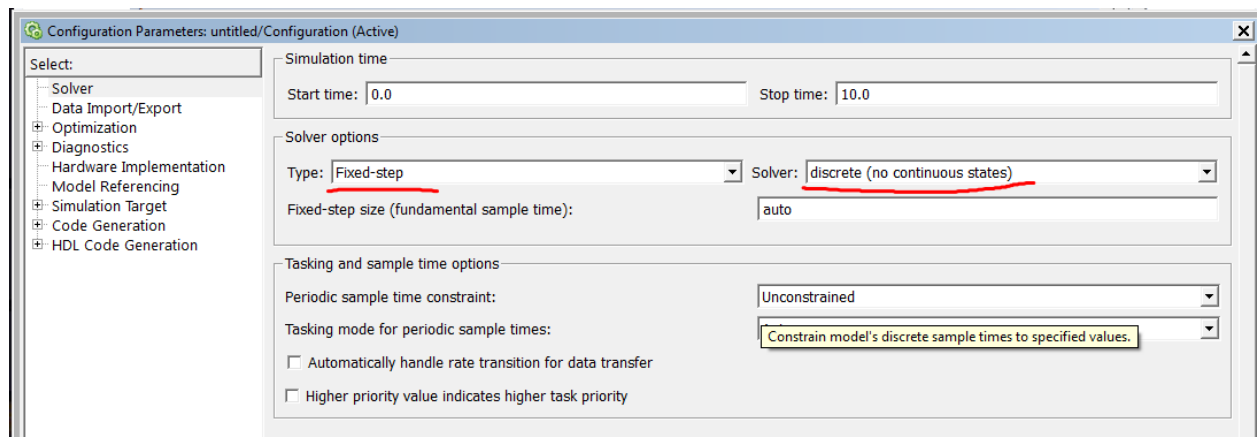 Configuration Parameters: untitled/Configuration (Active)
Select:
Solver
Data Import/Export
Optimization
Diagnostics
Hardware Implementation
Model Referencing
Simulation Target
Code Generation
HDL Code Generation
Simulation time
Start time: 0.0 Stop time: 10.0
Solver options
Type: Fixed-step Solver: discrete (no continuous states)
Fixed-step size (fundamental sample time): auto
Tasking and sample time options
Periodic sample time constraint: Unconstrained
Tasking mode for periodic sample times:
Constrain model's discrete sample times to specified values.
Automatically handle rate transition for data transfer
Higher priority value indicates higher task priority